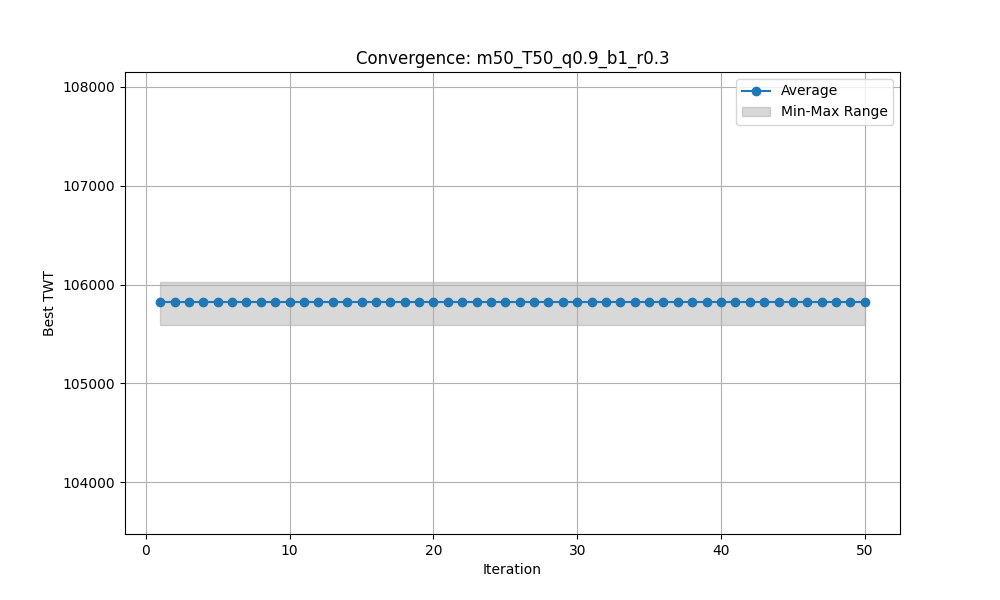 Convergence: m50_T50_q0.9_b1_r0.3
108000
107000
106000
105000
104000
Best TWT
Average
Min-Max Range
0 10 20 30 40 50
Iteration